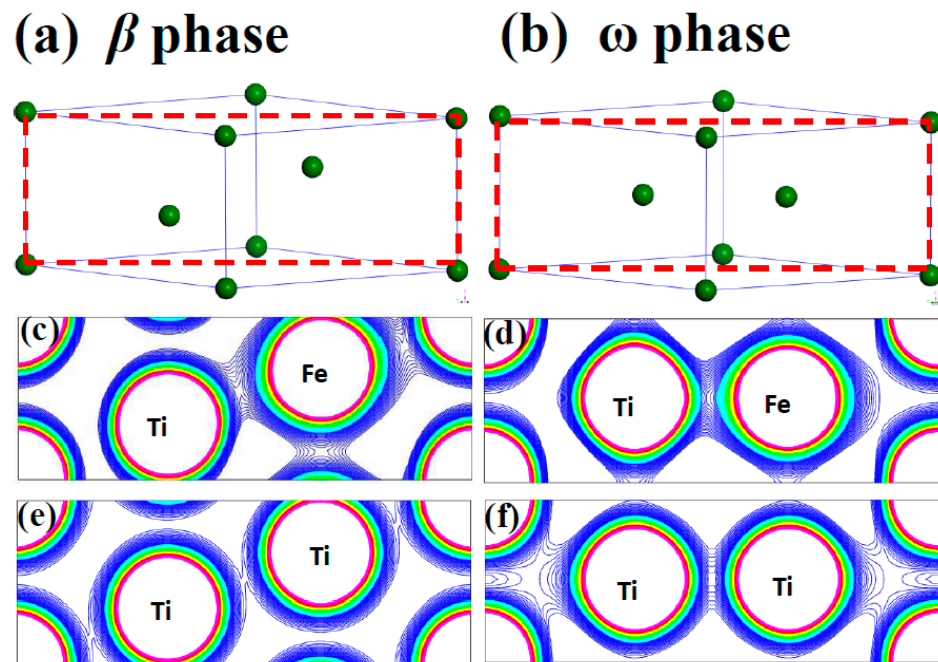 (a) β phase
(b) ω phase
(c)
Ti
Fe
(d)
Ti
Fe
(e)
Ti
Ti
(f)
Ti
Ti